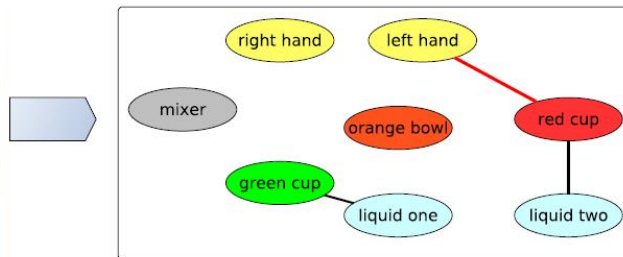 right hand
left hand
mixer
orange bowl
red cup
green cup
liquid one
liquid two